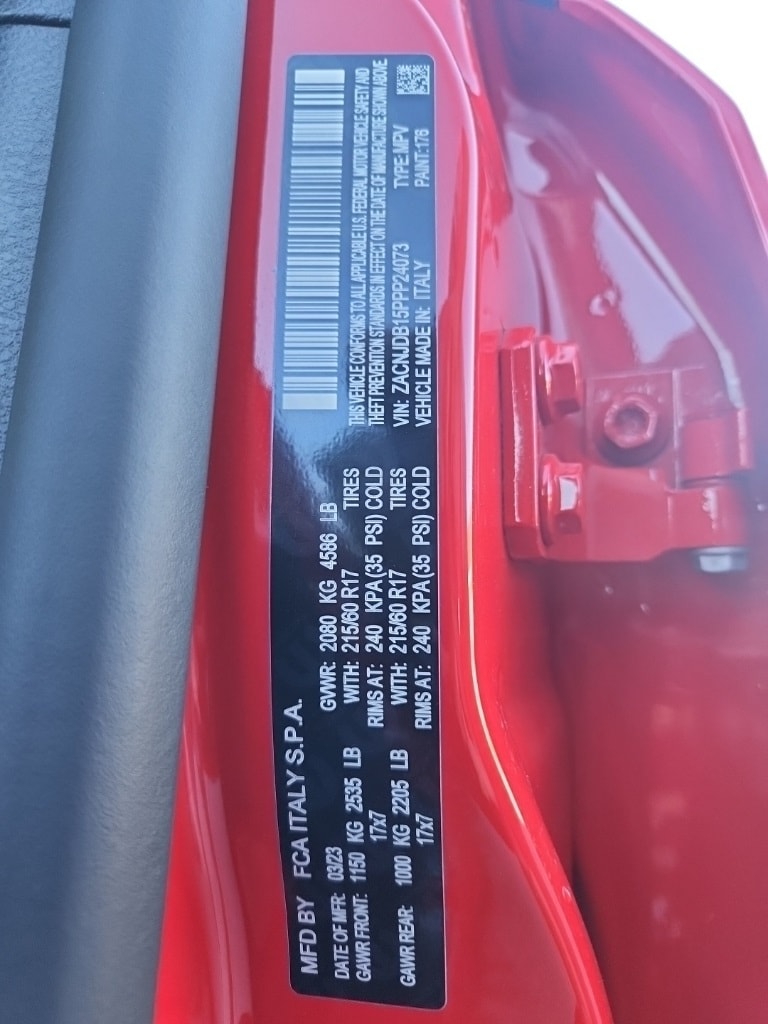 MFD BY FCA ITALY S.P.A.
DATE OF MFR: 03/23 GVWR: 2080 KG 4586 LB
GAWR FRONT: 1150 KG 2535 LB WITH: 215/60 R17 TIRES
17x7 RIMS AT: 240 KPA(35 PSI) COLD
GAWR REAR: 1000 KG 2205 LB WITH: 215/60 R17 TIRES
17x7 RIMS AT: 240 KPA(35 PSI) COLD
THIS VEHICLE CONFORMS TO ALL APPLICABLE U.S. FEDERAL MOTOR VEHICLE SAFETY AND
THEFT PREVENTION STANDARDS IN EFFECT ON THE DATE OF MANUFACTURE SHOWN ABOVE
VIN: ZACNJDB15PPP24073 TYPE: MPV
VEHICLE MADE IN: ITALY PAINT:176